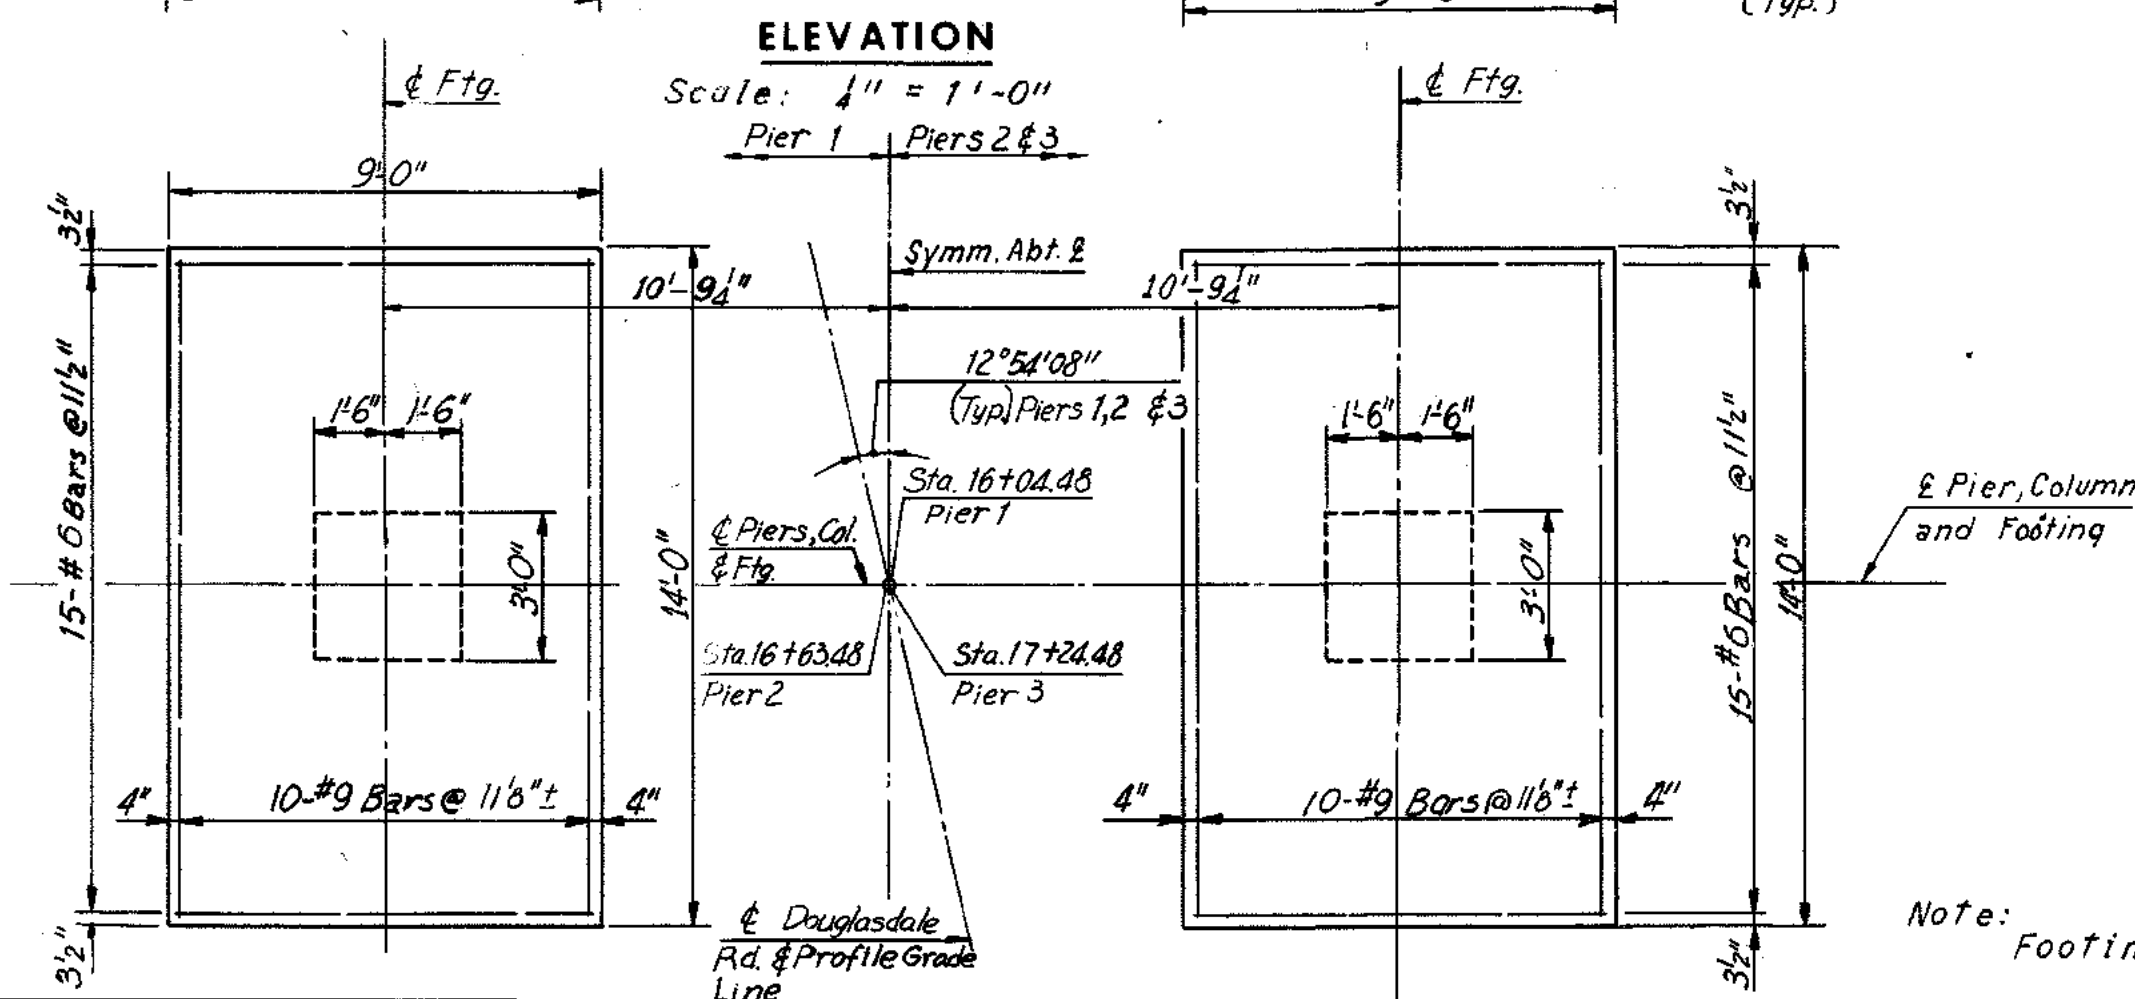 (Typ.)
ELEVATION
Scale: 1/4" = 1'-0"
Pier 1
Piers 2 & 3
℄ Ftg.
℄ Ftg.
9'-0"
3½"
3½"
Symm. Abt. ℄
10'-9¼"
10'-9¼"
12°54'08"
(Typ.) Piers 1, 2 & 3
1'-6"
1'-6"
1'-6"
1'-6"
15-#6 Bars @ 11½"
15-#6 Bars @ 11½"
Sta. 16+04.48
Pier 1
℄ Piers, Col.
& Ftg.
℄ Pier, Column
and Footing
3'-0"
14'-0"
3'-0"
14'-0"
Sta. 16+63.48
Pier 2
Sta. 17+24.48
Pier 3
4"
10-#9 Bars @ 11⅛"±
4"
4"
10-#9 Bars @ 11⅛"±
4"
℄ Douglasdale
Rd. & Profile Grade
Line
3½"
3½"
Note: